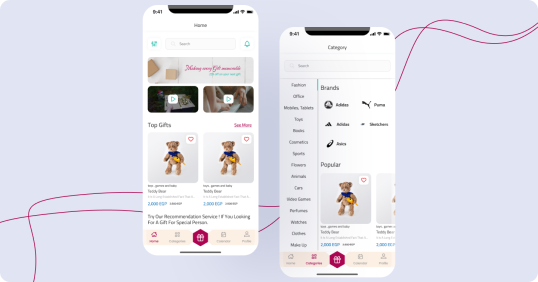 9:41
Home
Search
Making every Gift memorable
Top Gifts
See More
toys, games and baby
Teddy Bear
2,000 EGP
toys, games and baby
Teddy Bear
2,000 EGP
Try Our Recommendation Service ! If You Looking
For A Gift For Special Person.
Home
Categories
Calendar
Profile
9:41
Category
Search
Fashion
Office
Mobiles, Tablets
Toys
Books
Cosmetics
Sports
Flowers
Animals
Cars
Video Games
Perfumes
Watches
Clothes
Make Up
Brands
Adidas
Puma
Adidas
Sketchers
Asics
Popular
toys, games and baby
Teddy Bear
2,000 EGP
Teddy
2,000
Home
Categories
Calendar
Profile